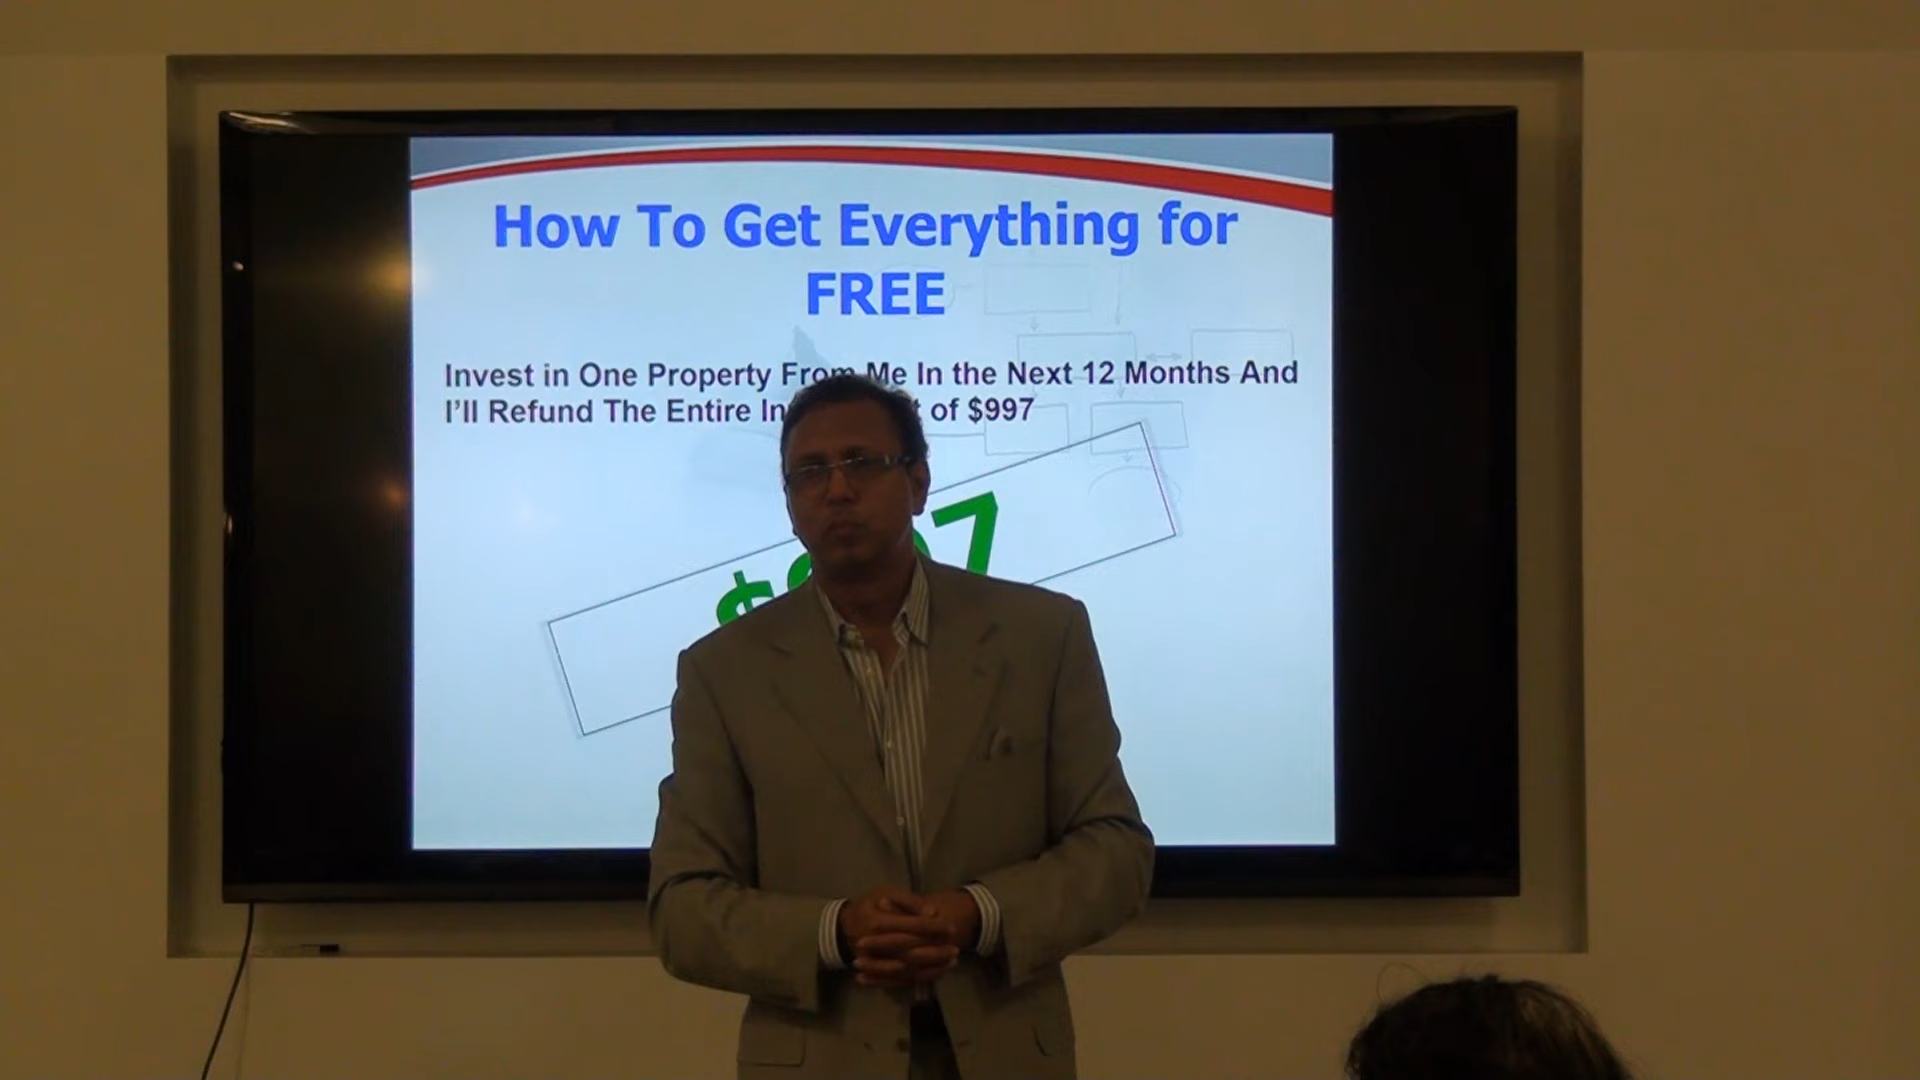 How To Get Everything for
FREE
Invest in One Property From Me In the Next 12 Months And
I'll Refund The Entire of $997
$ 7